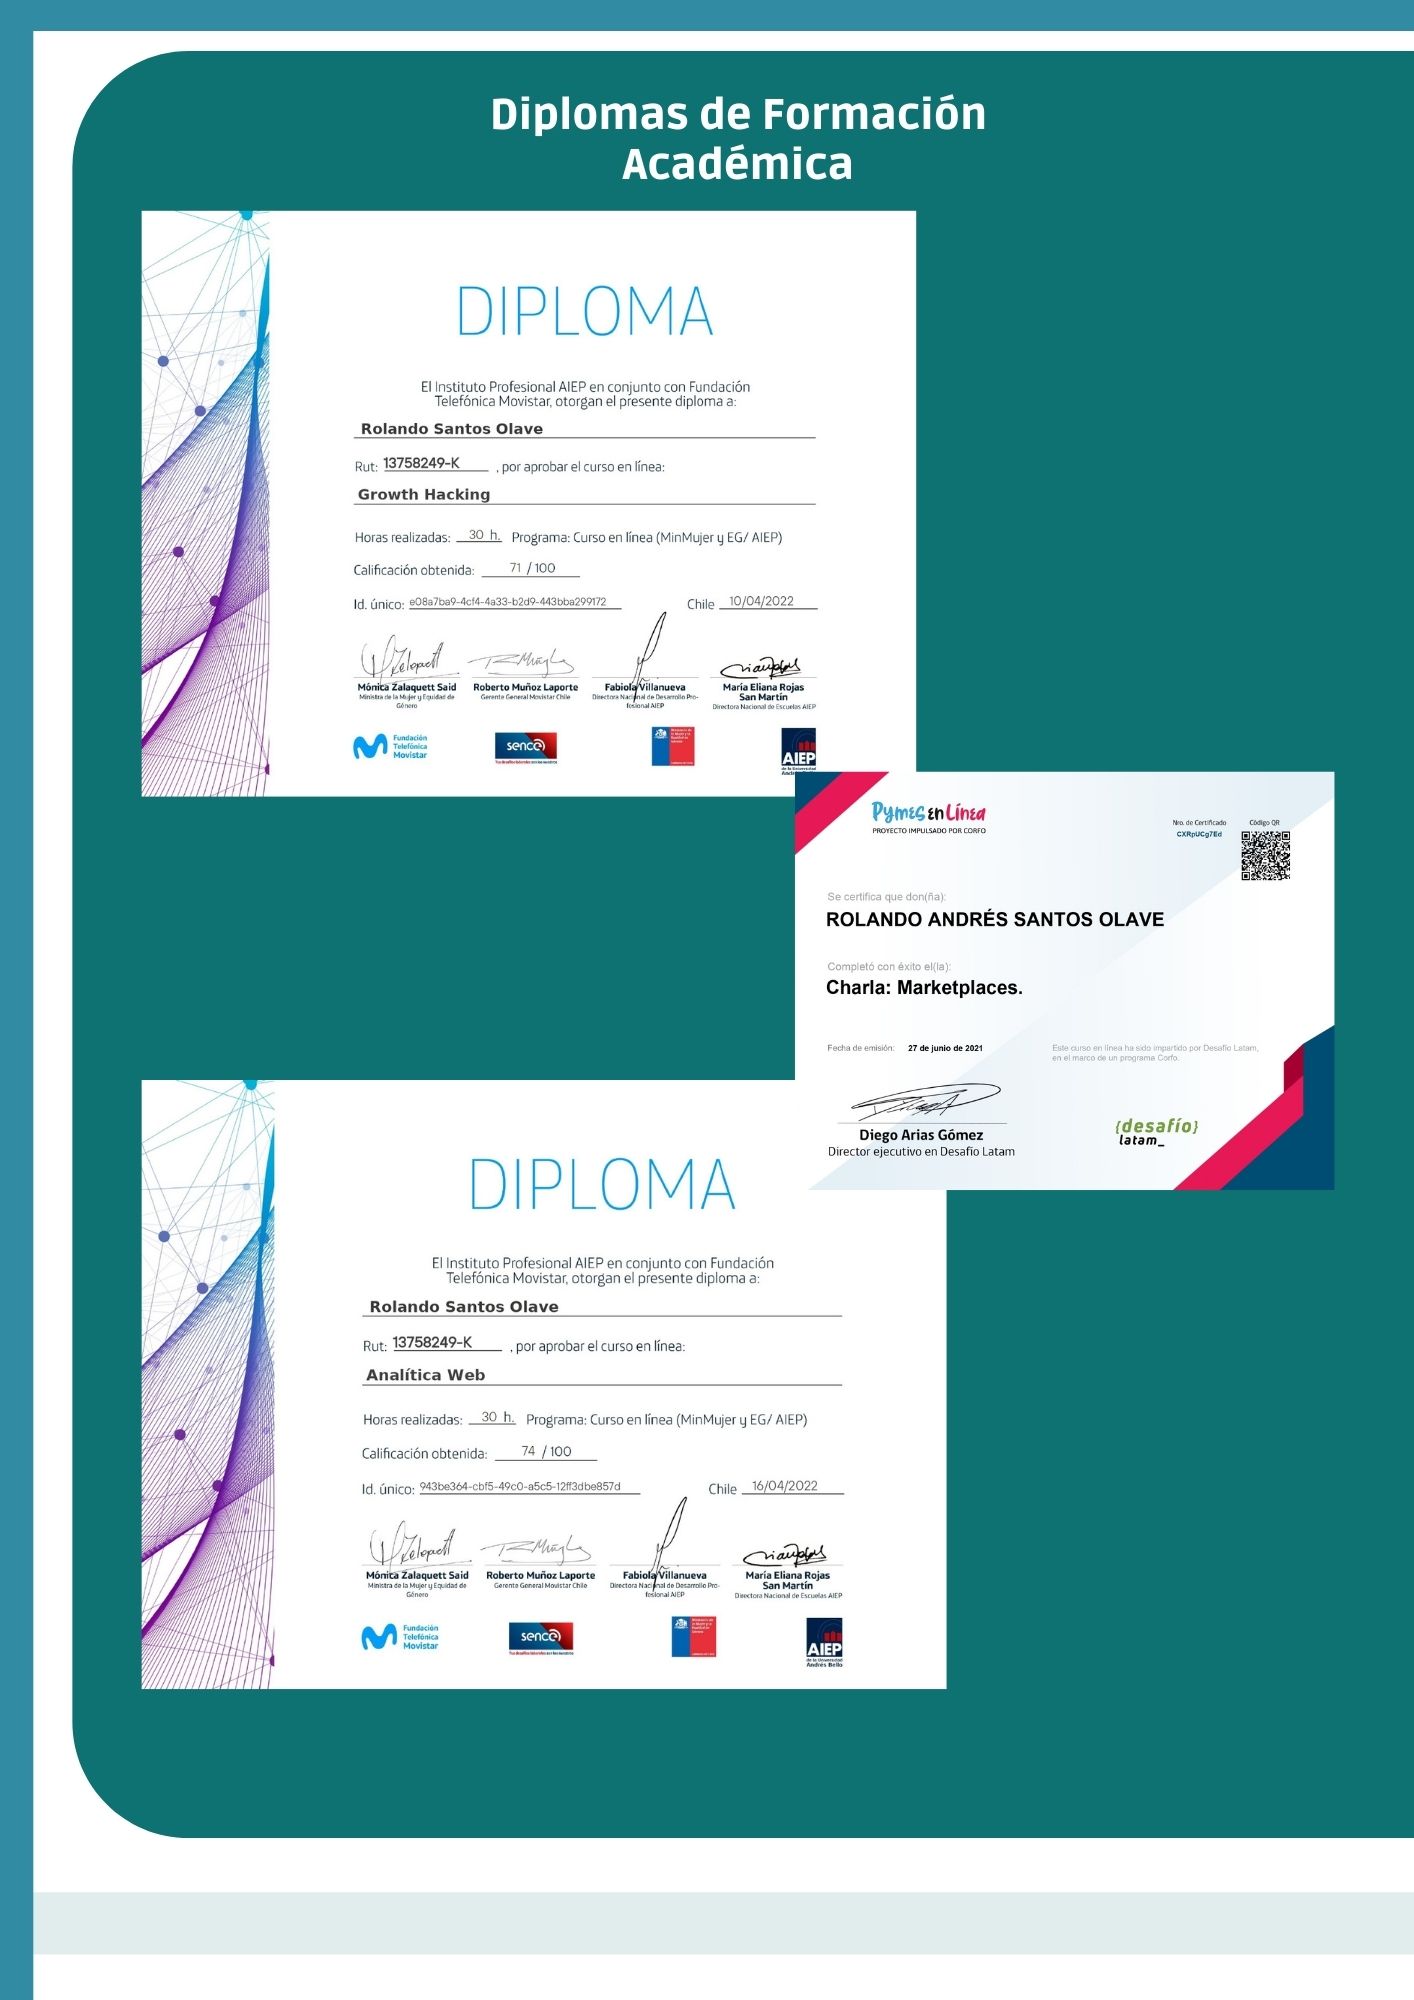 Diplomas de Formación
Académica
DIPLOMA
El Instituto Profesional AIEP en conjunto con Fundación
Telefónica Movistar, otorgan el presente diploma a:
Rolando Santos Olave
Rut: 13758249-K , por aprobar el curso en línea:
Growth Hacking
Horas realizadas: 30 h. Programa: Curso en línea (MinMujer y EG/ AIEP)
Calificación obtenida: 71 / 100
Id. único: e08a7ba9-4cf4-4a33-b2d9-443bba299172 Chile 10/04/2022
Mónica Zalaquett Said Roberto Muñoz Laporte Fabiola Villanueva María Eliana Rojas
San Martín
Ministra de la Mujer y Equidad de
Género
Gerente General Movistar Chile
Directora Nacional de Desarrollo Pro-
fesional AIEP
Directora Nacional de Escuelas AIEP
Fundación
Telefónica
Movistar
sence
AIEP
de la Universidad
Pymes en Línea
PROYECTO IMPULSADO POR CORFO
Nro. de Certificado Código QR
CXRpUCg7Ed
Se certifica que don(ña):
ROLANDO ANDRÉS SANTOS OLAVE
Completó con éxito el(la):
Charla: Marketplaces.
Fecha de emisión: 27 de junio de 2021
Este curso en línea ha sido impartido por Desafío Latam,
en el marco de un programa Corfo.
Diego Arias Gómez
Director ejecutivo en Desafío Latam
{desafío}
latam_
DIPLOMA
El Instituto Profesional AIEP en conjunto con Fundación
Telefónica Movistar, otorgan el presente diploma a:
Rolando Santos Olave
Rut: 13758249-K , por aprobar el curso en línea:
Analítica Web
Horas realizadas: 30 h. Programa: Curso en línea (MinMujer y EG/ AIEP)
Calificación obtenida: 74 / 100
Id. único: 943be364-cbf5-49c0-a5c5-12ff3dbe857d Chile 16/04/2022
Mónica Zalaquett Said Roberto Muñoz Laporte Fabiola Villanueva María Eliana Rojas
San Martín
Ministra de la Mujer y Equidad de
Género
Gerente General Movistar Chile
Directora Nacional de Desarrollo Pro-
fesional AIEP
Directora Nacional de Escuelas AIEP
Fundación
Telefónica
Movistar
sence
AIEP
de la Universidad
Andrés Bello